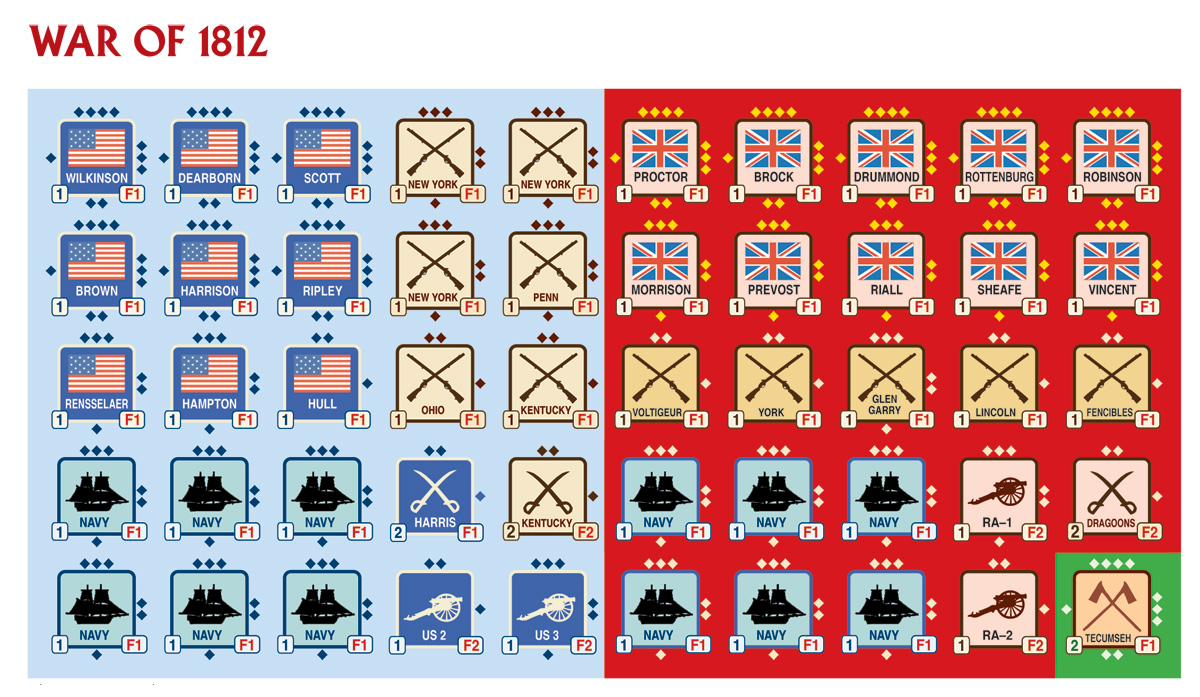 WAR OF 1812
WILKINSON
1 F1
DEARBORN
1 F1
SCOTT
1 F1
NEW YORK
1 F1
NEW YORK
1 F1
PROCTOR
1 F1
BROCK
1 F1
DRUMMOND
1 F1
ROTTENBURG
1 F1
ROBINSON
1 F1
BROWN
1 F1
HARRISON
1 F1
RIPLEY
1 F1
NEW YORK
1 F1
PENN
1 F1
MORRISON
1 F1
PREVOST
1 F1
RIALL
1 F1
SHEAFE
1 F1
VINCENT
1 F1
RENSSELAER
1 F1
HAMPTON
1 F1
HULL
1 F1
OHIO
1 F1
KENTUCKY
1 F1
VOLTIGEUR
1 F1
YORK
1 F1
GLEN
GARRY
1 F1
LINCOLN
1 F1
FENCIBLES
1 F1
NAVY
1 F1
NAVY
1 F1
NAVY
1 F1
HARRIS
2 F1
KENTUCKY
2 F2
NAVY
1 F1
NAVY
1 F1
NAVY
1 F1
RA–1
1 F2
DRAGOONS
2 F2
NAVY
1 F1
NAVY
1 F1
NAVY
1 F1
US 2
1 F2
US 3
1 F2
NAVY
1 F1
NAVY
1 F1
NAVY
1 F1
RA–2
1 F2
TECUMSEH
2 F1